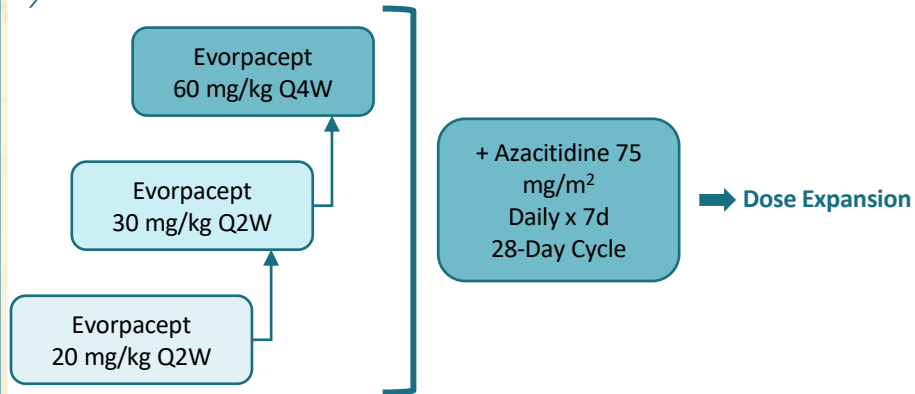 Evorpacept
60 mg/kg Q4W
Evorpacept
30 mg/kg Q2W
Evorpacept
20 mg/kg Q2W
+ Azacitidine 75
mg/m²
Daily x 7d
28-Day Cycle
Dose Expansion